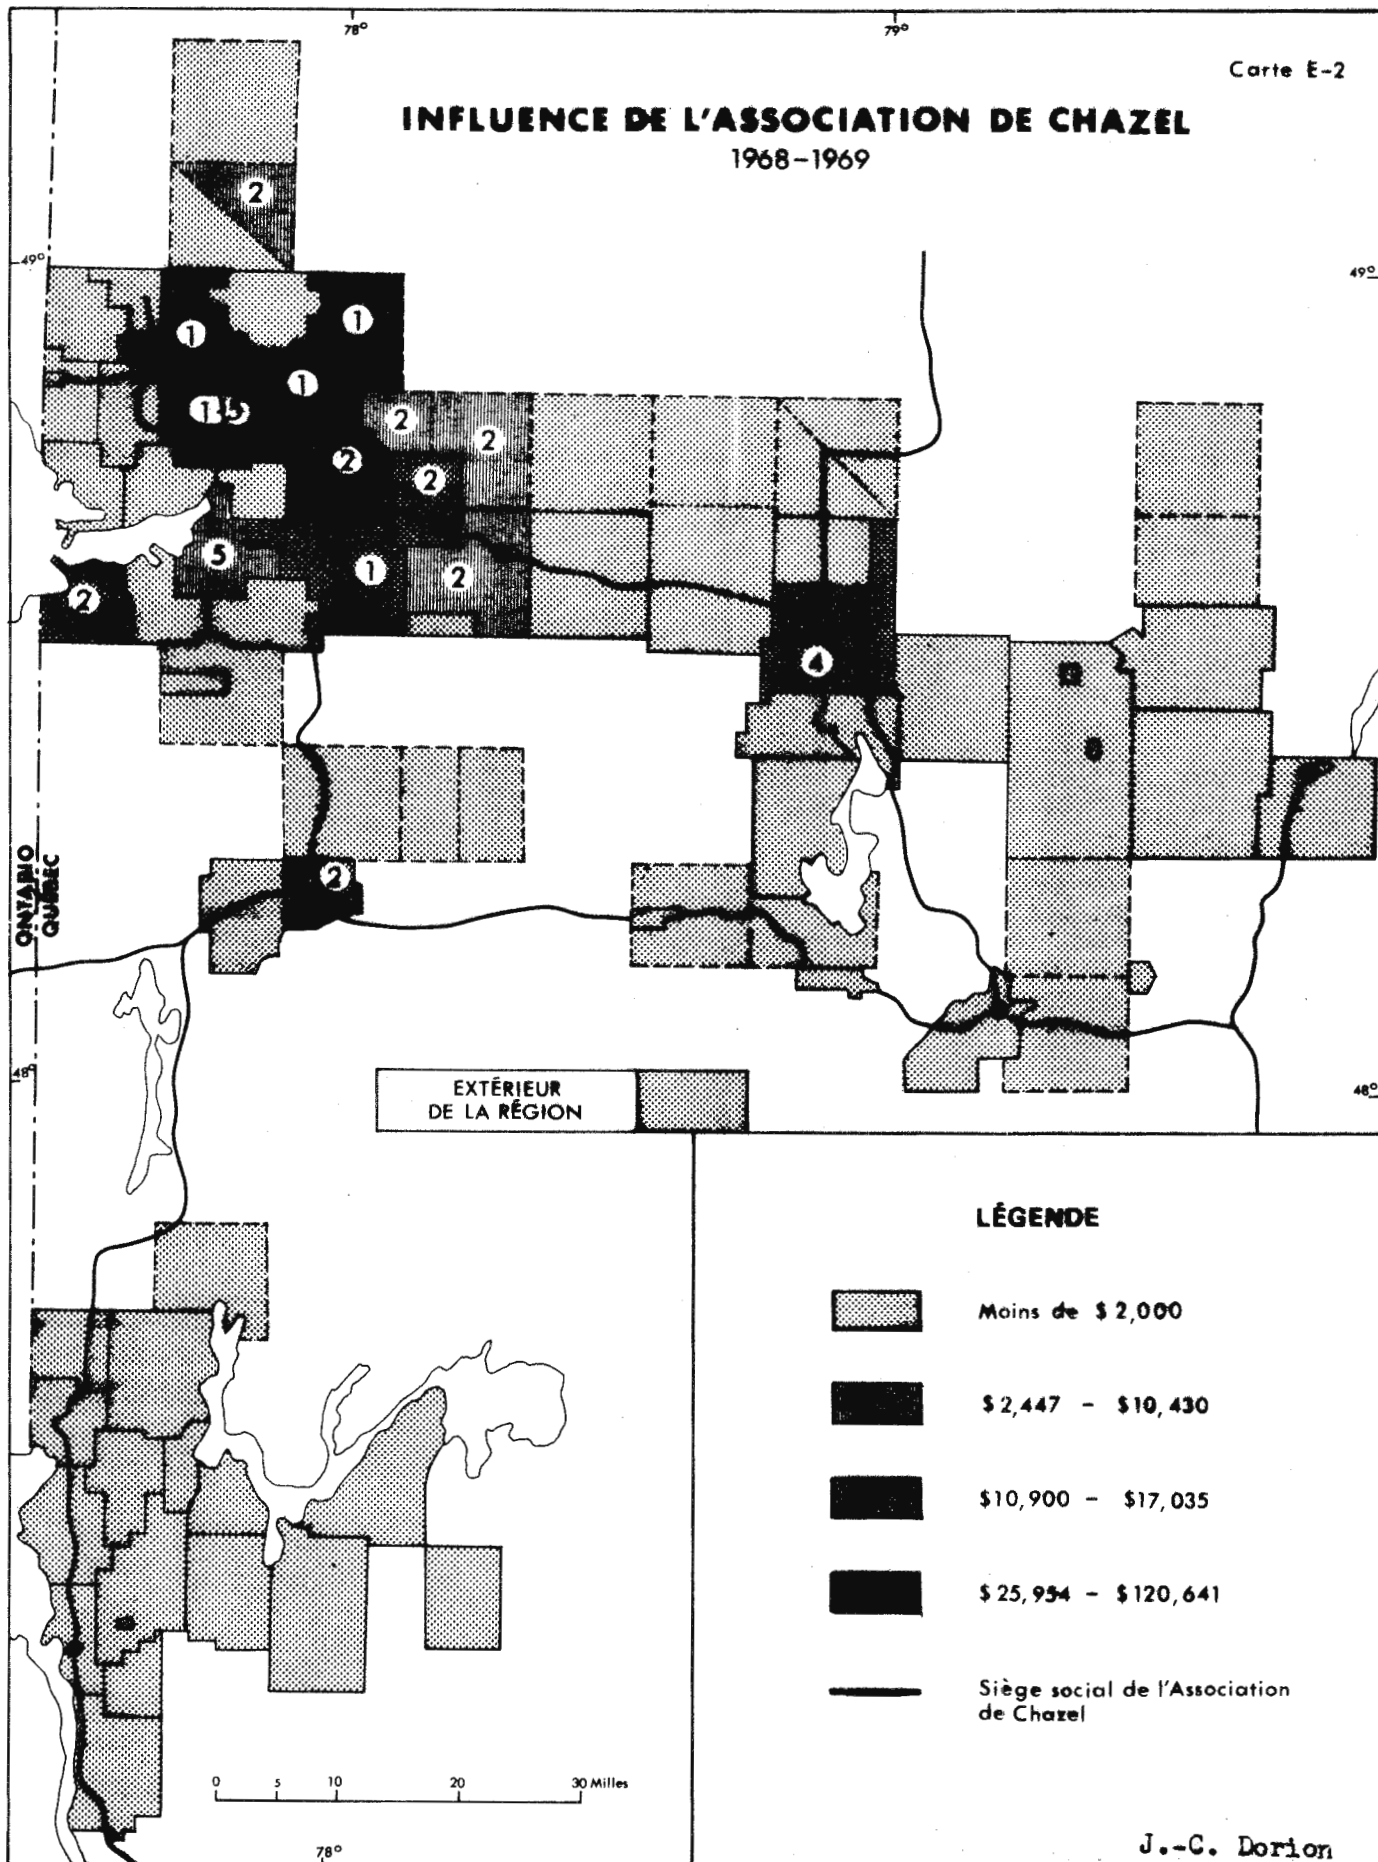 78°
79°
Carte E-2
INFLUENCE DE L'ASSOCIATION DE CHAZEL
1968-1969
2
49°
49°
1
1
1
1
2
2
2
2
5
1
2
2
4
2
ONTARIO
QUÉBEC
48°
48°
EXTÉRIEUR
DE LA RÉGION
LÉGENDE
Moins de $2,000
$2,447 - $10,430
$10,900 - $17,035
$25,954 - $120,641
Siège social de l'Association
de Chazel
0 5 10 20 30 Milles
78°
J.-C. Dorion